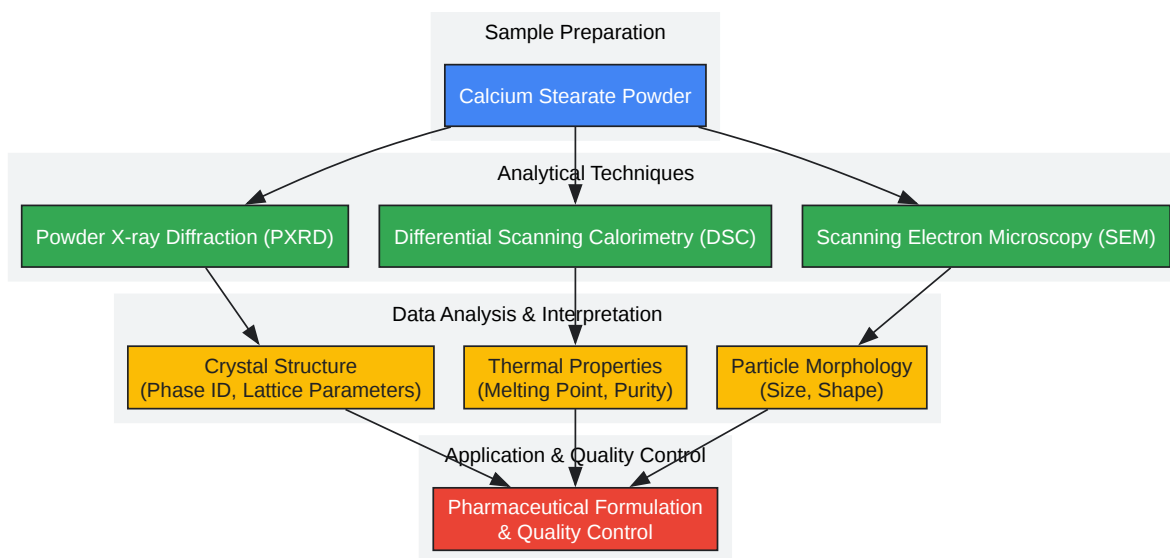 Sample Preparation
Calcium Stearate Powder
Analytical Techniques
Powder X-ray Diffraction (PXRD)
Differential Scanning Calorimetry (DSC)
Scanning Electron Microscopy (SEM)
Data Analysis & Interpretation
Crystal Structure
(Phase ID, Lattice Parameters)
Thermal Properties
(Melting Point, Purity)
Particle Morphology
(Size, Shape)
Application & Quality Control
Pharmaceutical Formulation
& Quality Control